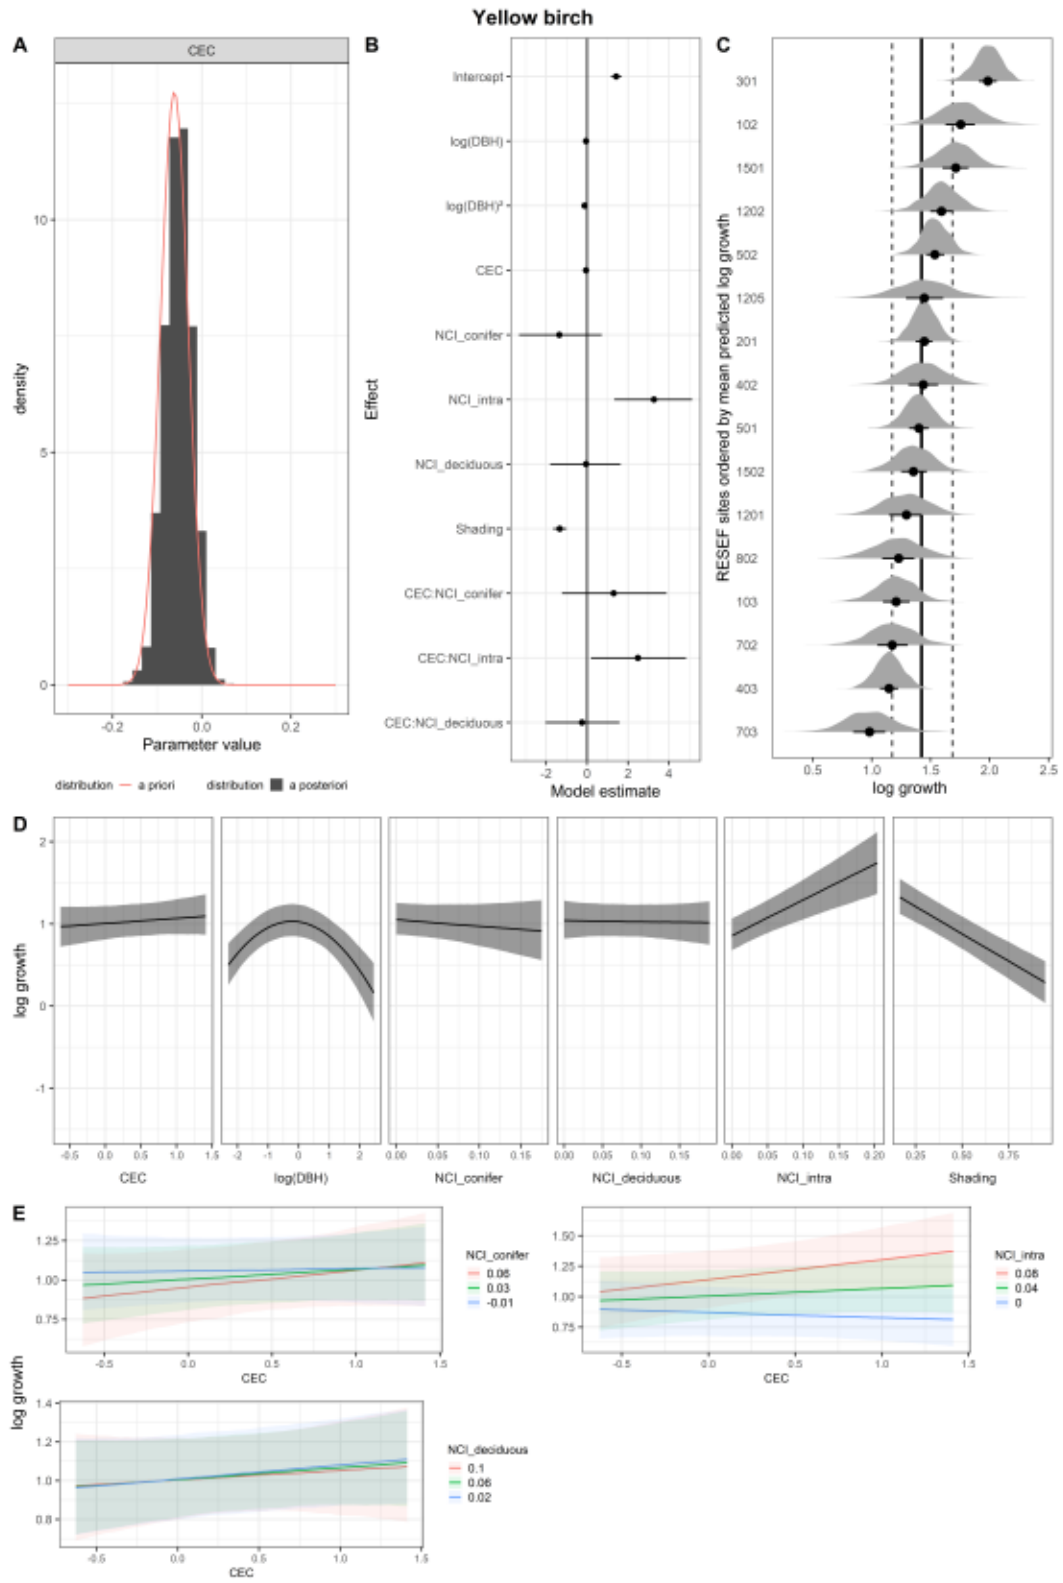 Yellow birch
A
CEC
10
5
0
density
-0.2 0.0 0.2
Parameter value
distribution a priori distribution a posteriori
B
Effect
Intercept
log(DBH)
log(DBH)²
CEC
NCI_conifer
NCI_intra
NCI_deciduous
Shading
CEC:NCI_conifer
CEC:NCI_intra
CEC:NCI_deciduous
-2 0 2 4
Model estimate
C
RESEF sites ordered by mean predicted log growth
301
102
1501
1202
502
1205
201
402
501
1502
1201
802
103
702
403
703
0.5 1.0 1.5 2.0 2.5
log growth
D
log growth
2
1
0
-1
-0.5 0.0 0.5 1.0 1.5
CEC
-2 -1 0 1 2
log(DBH)
0.00 0.05 0.10 0.15
NCI_conifer
0.00 0.05 0.10 0.15
NCI_deciduous
0.00 0.05 0.10 0.15 0.20
NCI_intra
0.25 0.50 0.75
Shading
E
log growth
1.25
1.00
0.75
-0.5 0.0 0.5 1.0 1.5
CEC
NCI_conifer
0.06
0.03
-0.01
1.50
1.25
1.00
0.75
-0.5 0.0 0.5 1.0 1.5
CEC
NCI_intra
0.08
0.04
0
1.4
1.2
1.0
0.8
-0.5 0.0 0.5 1.0 1.5
CEC
NCI_deciduous
0.1
0.06
0.02